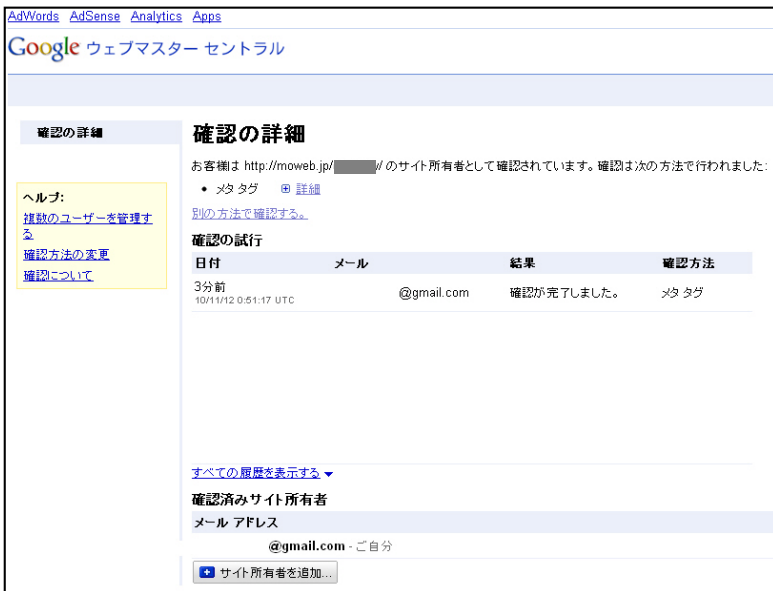 AdWords AdSense Analytics Apps
Google ウェブマスター セントラル
確認の詳細
ヘルプ:
複数のユーザーを管理す
る
確認方法の変更
確認について
確認の詳細
お客様は http://moweb.jp/ / のサイト所有者として確認されています。確認は次の方法で行われました:
• メタ タグ 詳細
別の方法で確認する。
確認の試行
日付 メール 結果 確認方法
3分前 @gmail.com 確認が完了しました。 メタ タグ
10/11/12 0:51:17 UTC
すべての履歴を表示する
確認済みサイト所有者
メール アドレス
@gmail.com - ご自分
サイト所有者を追加...